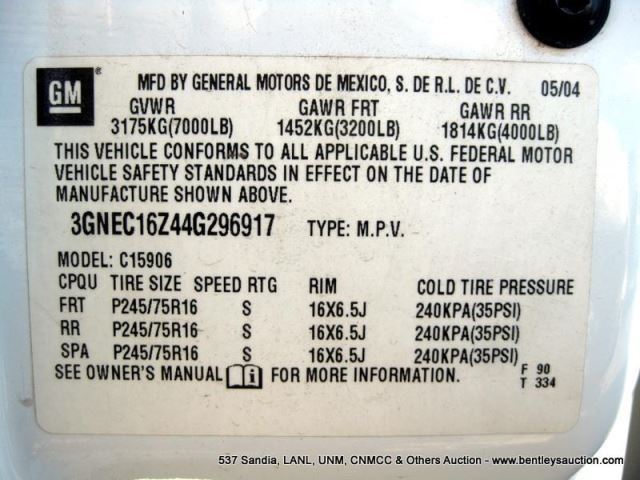 GM ®
MFD BY GENERAL MOTORS DE MEXICO, S. DE R.L. DE C.V. 05/04
GVWR GAWR FRT GAWR RR
3175KG(7000LB) 1452KG(3200LB) 1814KG(4000LB)
THIS VEHICLE CONFORMS TO ALL APPLICABLE U.S. FEDERAL MOTOR
VEHICLE SAFETY STANDARDS IN EFFECT ON THE DATE OF
MANUFACTURE SHOWN ABOVE.
3GNEC16Z44G296917 TYPE: M.P.V.
MODEL: C15906
CPQU TIRE SIZE SPEED RTG RIM COLD TIRE PRESSURE
FRT P245/75R16 S 16X6.5J 240KPA(35PSI)
RR P245/75R16 S 16X6.5J 240KPA(35PSI)
SPA P245/75R16 S 16X6.5J 240KPA(35PSI)
SEE OWNER'S MANUAL i FOR MORE INFORMATION.
F 90
T 334
537 Sandia, LANL, UNM, CNMCC & Others Auction - www.bentleysauction.com